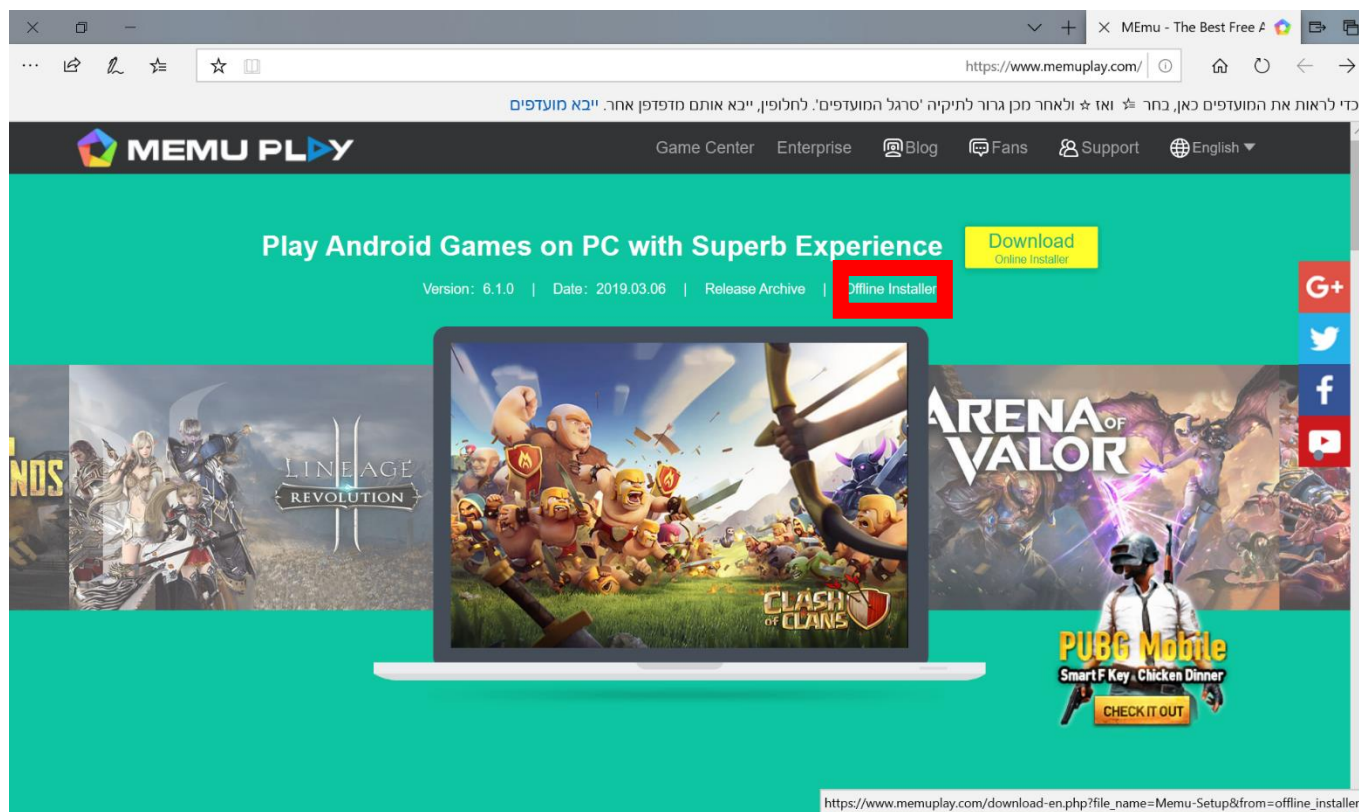 MEmu - The Best Free
https://www.memuplay.com/
כדי לראות את המועדפים כאן, בחר ואז ולאחר מכן גרור לתיקיה 'סרגל המועדפים'. לחלופין, ייבא אותם מדפדפן אחר. ייבא מועדפים
MEMU PLAY
Game Center Enterprise Blog Fans Support English
Play Android Games on PC with Superb Experience
Download
Online Installer
Version: 6.1.0 | Date: 2019.03.06 | Release Archive | Offline Installer
G+
f
NDS
LINEAGE
II
REVOLUTION
CLASH
OF CLANS
ARENA OF
VALOR
PUBG Mobile
Smart F Key, Chicken Dinner
CHECK IT OUT
https://www.memuplay.com/download-en.php?file_name=Memu-Setup&from=offline_installer